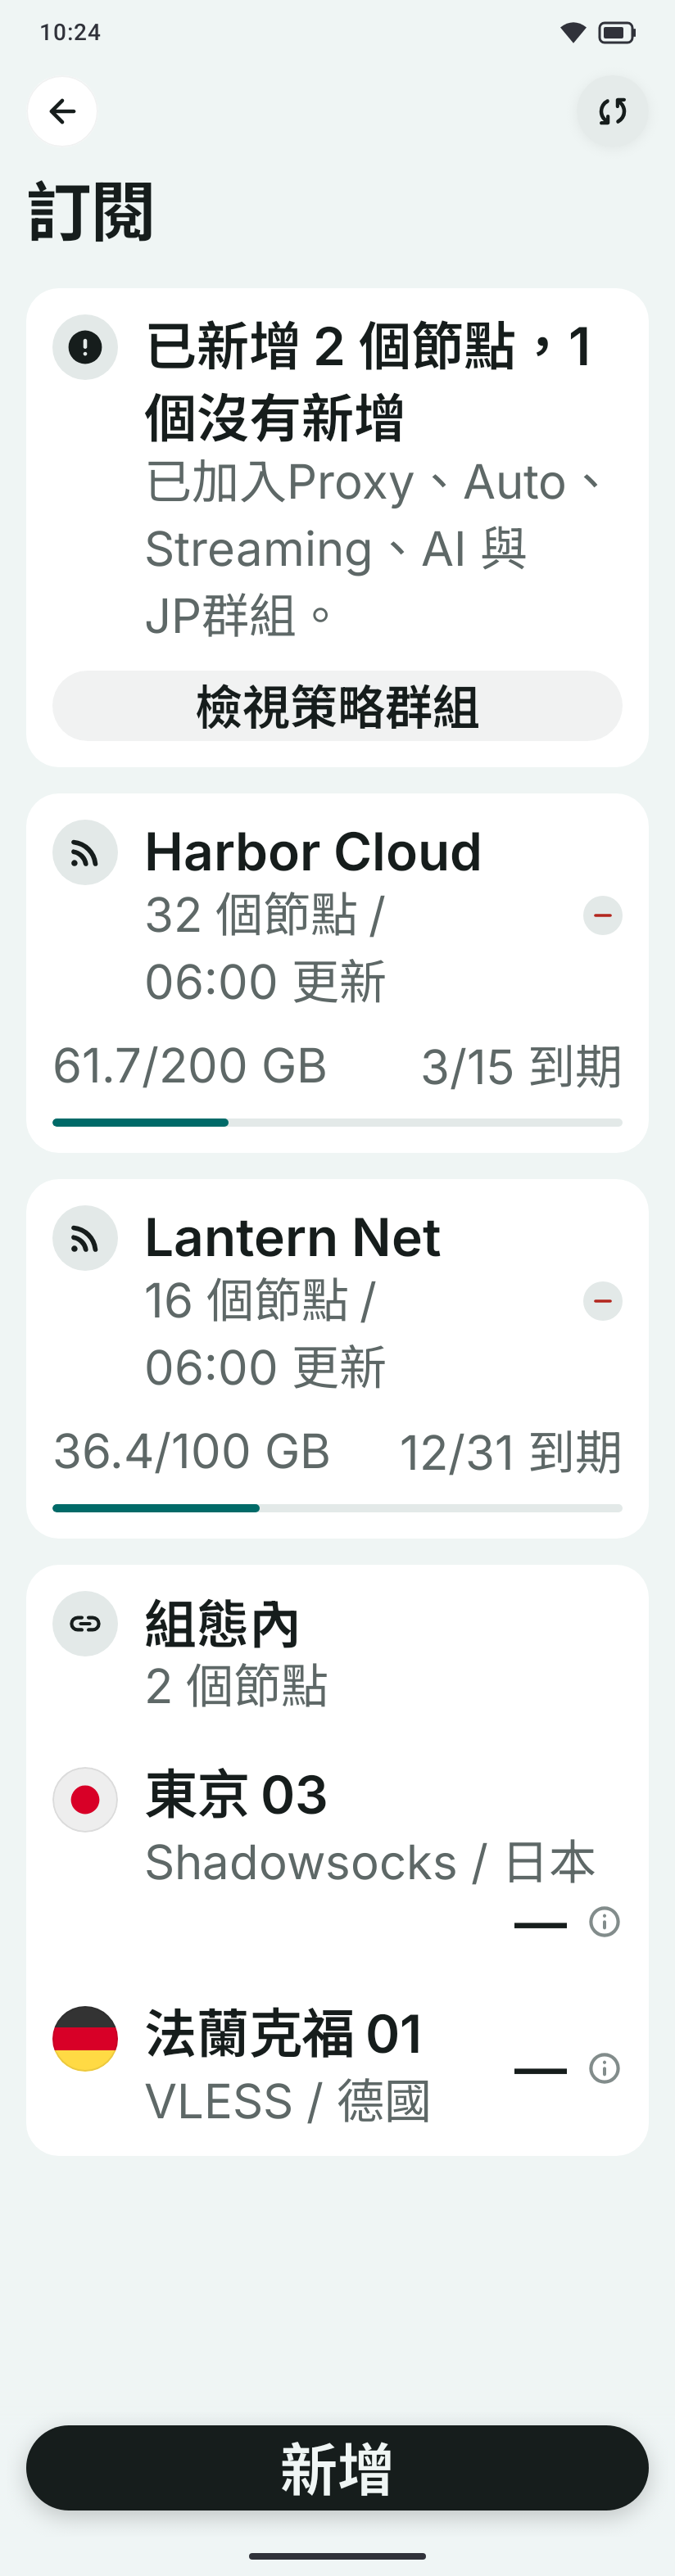 10:24
訂閱
已新增 2 個節點，1
個沒有新增
已加入Proxy、Auto、
Streaming、AI 與
JP群組。
檢視策略群組
Harbor Cloud
32 個節點 /
06:00 更新
61.7/200 GB
3/15 到期
Lantern Net
16 個節點 /
06:00 更新
36.4/100 GB
12/31 到期
組態內
2 個節點
東京 03
Shadowsocks / 日本
—
法蘭克福 01
VLESS / 德國
—
新增